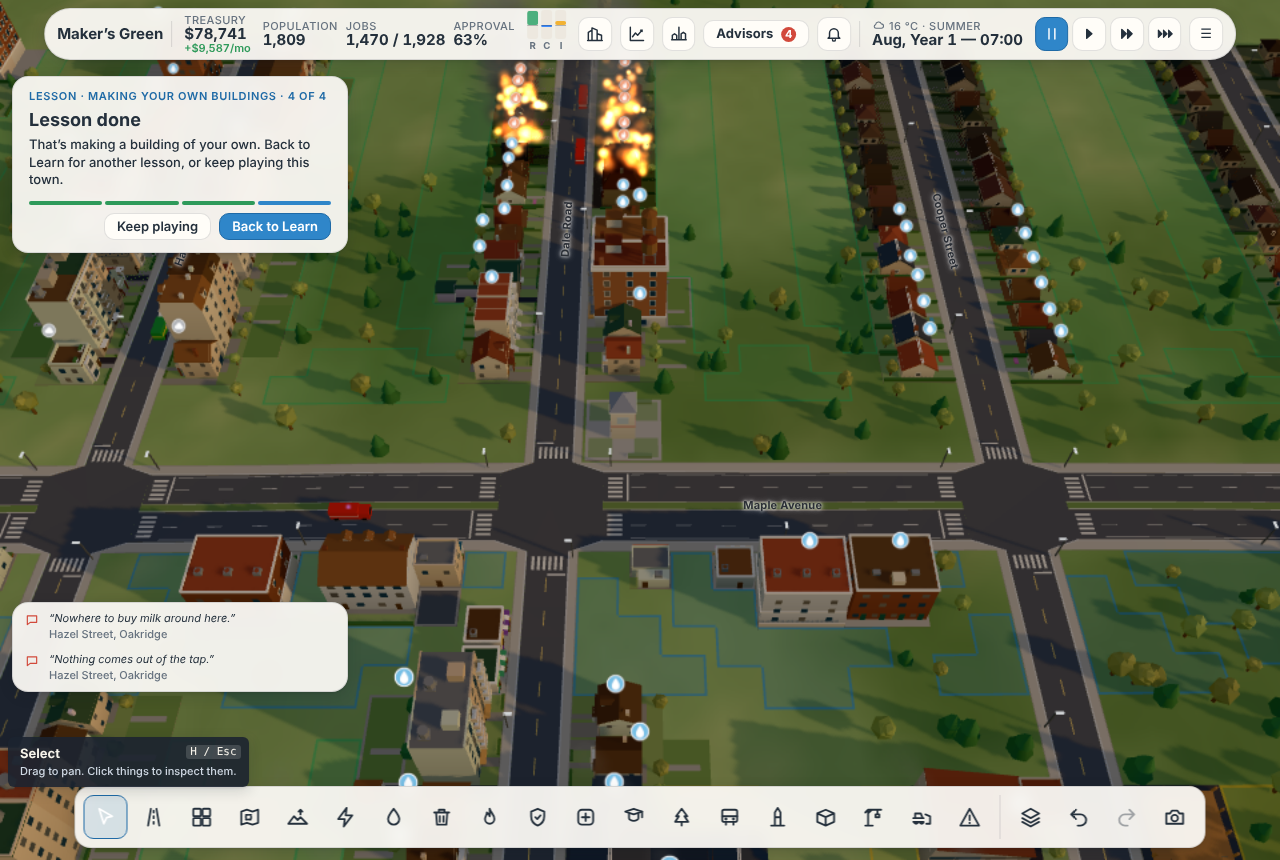 Maker's Green
TREASURY
$78,741
+$9,587/mo
POPULATION
1,809
JOBS
1,470 / 1,928
APPROVAL
63%
R C I
Advisors 4
16 °C · SUMMER
Aug, Year 1 — 07:00
LESSON · MAKING YOUR OWN BUILDINGS · 4 OF 4
Lesson done
That's making a building of your own. Back to
Learn for another lesson, or keep playing this
town.
Keep playing
Back to Learn
Dale Road
Cooper Street
Maple Avenue
"Nowhere to buy milk around here."
Hazel Street, Oakridge
"Nothing comes out of the tap."
Hazel Street, Oakridge
Select
H / Esc
Drag to pan. Click things to inspect them.